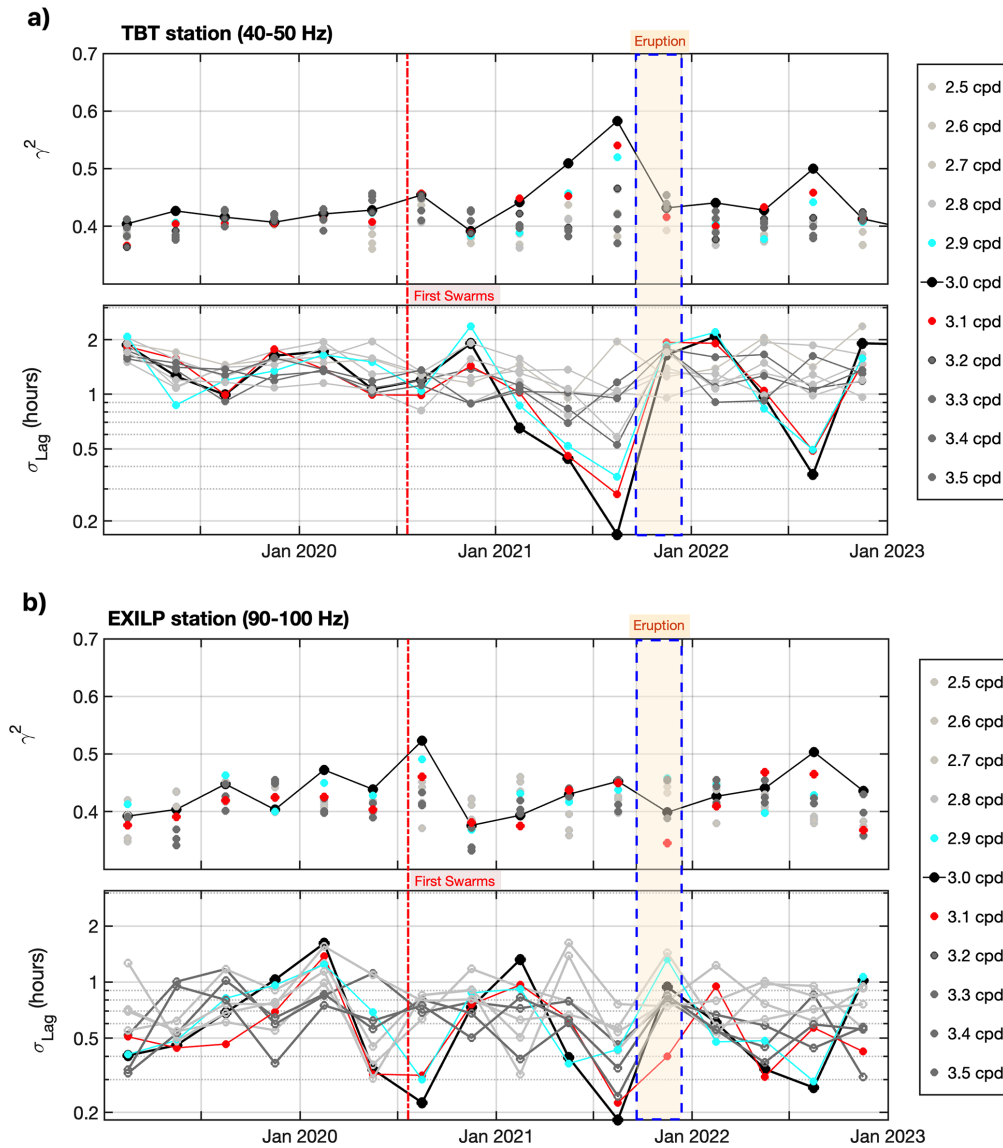 a)
TBT station (40-50 Hz)
Eruption
0.7
0.6
0.5
0.4
γ²
2
1
0.5
0.2
σLag (hours)
First Swarms
Jan 2020
Jan 2021
Jan 2022
Jan 2023
2.5 cpd
2.6 cpd
2.7 cpd
2.8 cpd
2.9 cpd
3.0 cpd
3.1 cpd
3.2 cpd
3.3 cpd
3.4 cpd
3.5 cpd
b)
EXILP station (90-100 Hz)
Eruption
0.7
0.6
0.5
0.4
γ²
2
1
0.5
0.2
σLag (hours)
First Swarms
Jan 2020
Jan 2021
Jan 2022
Jan 2023
2.5 cpd
2.6 cpd
2.7 cpd
2.8 cpd
2.9 cpd
3.0 cpd
3.1 cpd
3.2 cpd
3.3 cpd
3.4 cpd
3.5 cpd